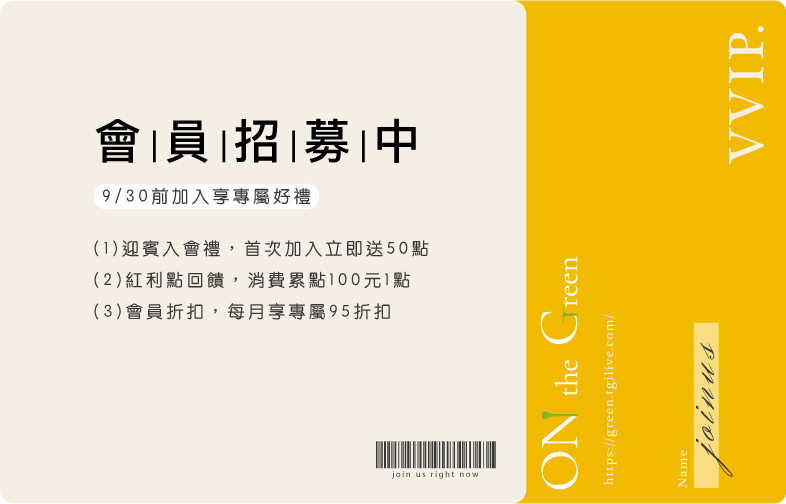 會|員|招|募|中
9/30前加入享專屬好禮
(1)迎賓入會禮，首次加入立即送50點
(2)紅利點回饋，消費累點100元1點
(3)會員折扣，每月享專屬95折扣
join us right now
ON the Green
https://green.tgilive.com/
Name
joinus
VVIP.